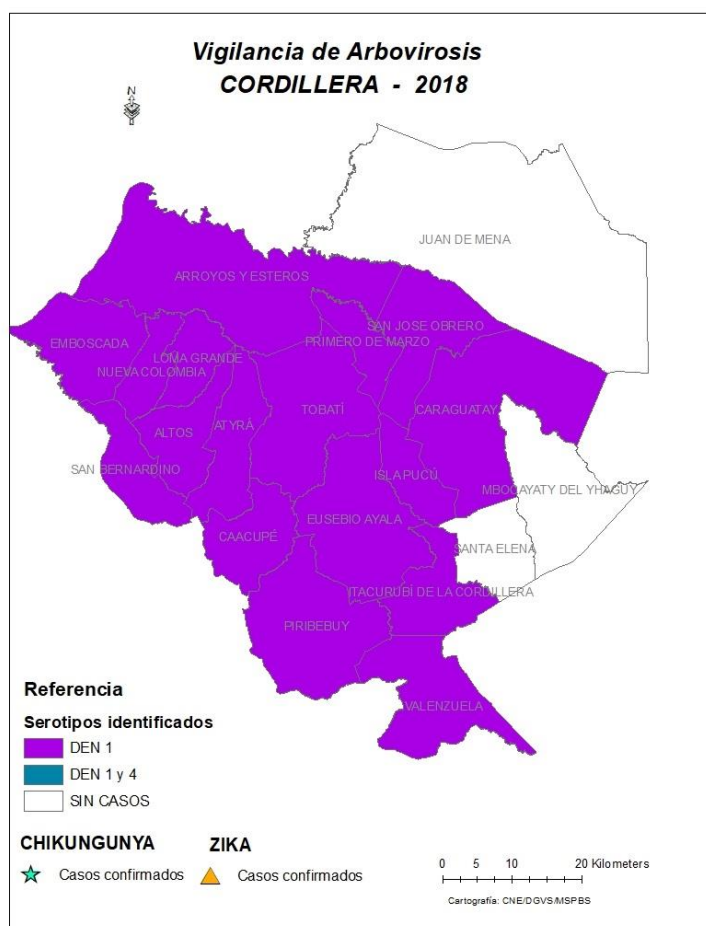 Vigilancia de Arbovirosis
CORDILLERA - 2018
N
JUAN DE MENA
ARROYOS Y ESTEROS
SAN JOSE OBRERO
PRIMERO DE MARZO
EMBOSCADA
LOMA GRANDE
NUEVA COLOMBIA
TOBATÍ
CARAGUATAY
ALTOS
ATYRÁ
SAN BERNARDINO
ISLA PUCÚ
MBOCAYATY DEL YHAGUY
EUSEBIO AYALA
CAACUPÉ
SANTA ELENA
ITACURUBÍ DE LA CORDILLERA
PIRIBEBUY
VALENZUELA
Referencia
Serotipos identificados
DEN 1
DEN 1 y 4
SIN CASOS
CHIKUNGUNYA ZIKA
Casos confirmados Casos confirmados
0 5 10 20 Kilometers
Cartografía: CNE/DGVS/MSPBS